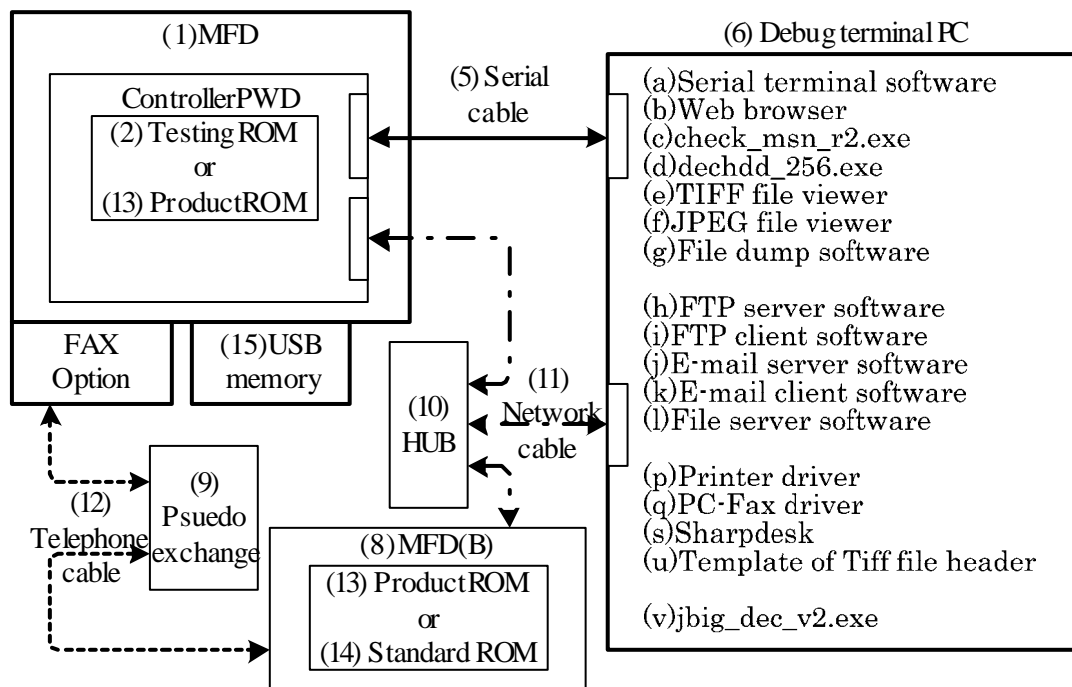 (1)MFD
ControllerPWD
(2) Testing ROM
or
(13) Product ROM
FAX
Option
(15)USB
memory
(5) Serial
cable
(6) Debug terminal PC
(a)Serial terminal software
(b)Web browser
(c)check_msn_r2.exe
(d)dechdd_256.exe
(e)TIFF file viewer
(f)JPEG file viewer
(g)File dump software
(h)FTP server software
(i)FTP client software
(j)E-mail server software
(k)E-mail client software
(l)File server software
(p)Printer driver
(q)PC-Fax driver
(s)Sharpdesk
(u)Template of Tiff file header
(v)jbig_dec_v2.exe
(10)
HUB
(11)
Network
cable
(12)
Telephone
cable
(9)
Psuedo
exchange
(8) MFD(B)
(13) Product ROM
or
(14) Standard ROM